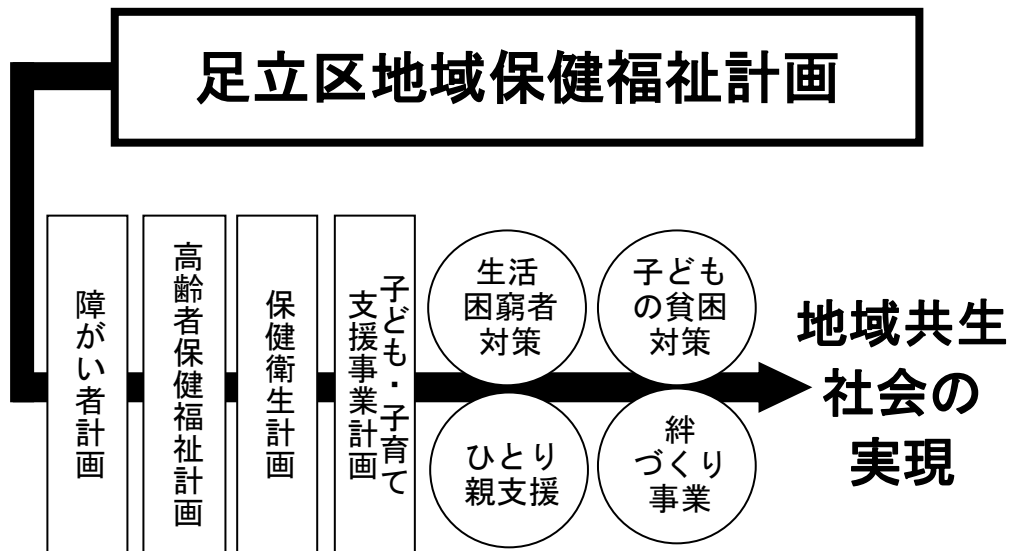 足立区地域保健福祉計画
障がい者計画
高齢者保健福祉計画
保健衛生計画
子ども・子育て
支援事業計画
生活
困窮者
対策
子ども
の貧困
対策
ひとり
親支援
絆
づくり
事業
地域共生
社会の
実現